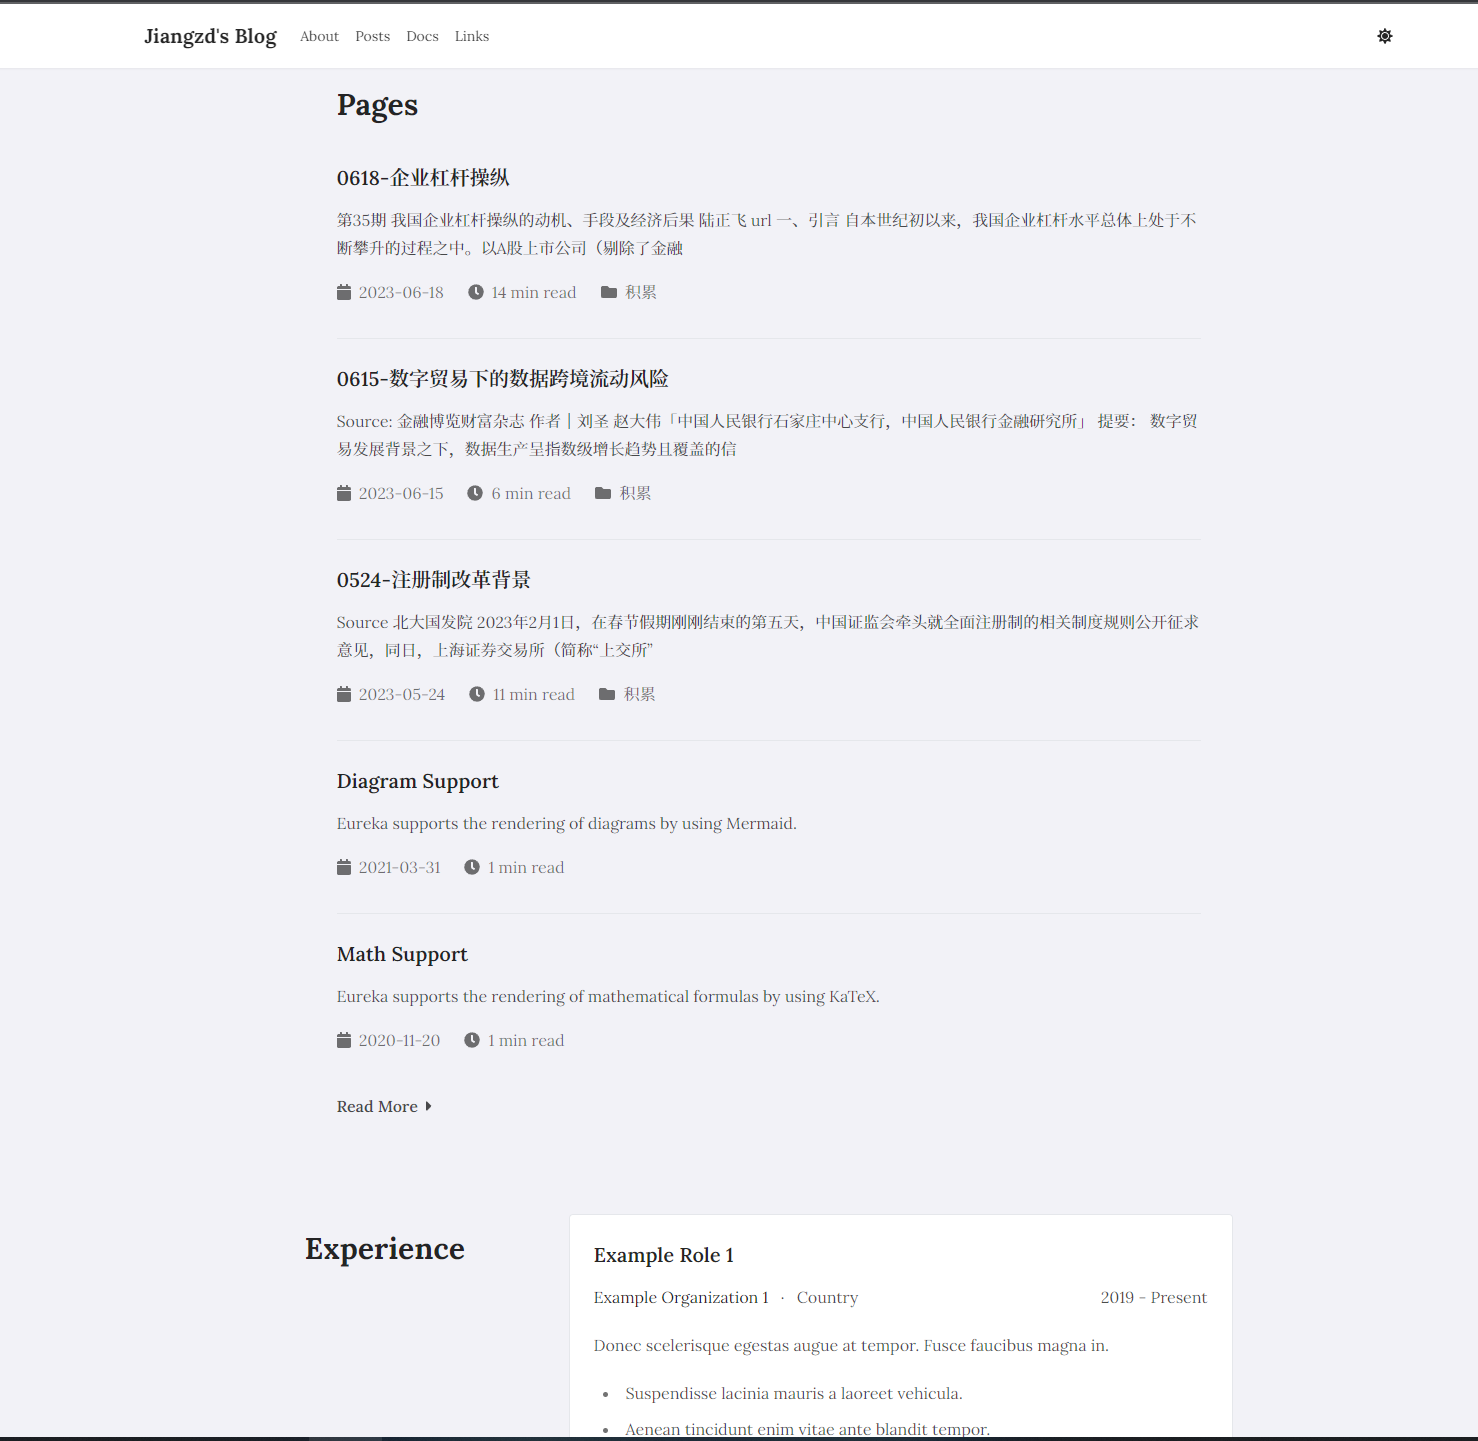 Jiangzd's Blog About Posts Docs Links
Pages
0618-企业杠杆操纵
第35期 我国企业杠杆操纵的动机、手段及经济后果 陆正飞 url 一、引言 自本世纪初以来，我国企业杠杆水平总体上处于不
断攀升的过程之中。以A股上市公司（剔除了金融
2023-06-18 14 min read 积累
0615-数字贸易下的数据跨境流动风险
Source: 金融博览财富杂志 作者｜刘圣 赵大伟「中国人民银行石家庄中心支行，中国人民银行金融研究所」 提要： 数字贸
易发展背景之下，数据生产呈指数级增长趋势且覆盖的信
2023-06-15 6 min read 积累
0524-注册制改革背景
Source 北大国发院 2023年2月1日，在春节假期刚刚结束的第五天，中国证监会牵头就全面注册制的相关制度规则公开征求
意见，同日，上海证券交易所（简称“上交所”
2023-05-24 11 min read 积累
Diagram Support
Eureka supports the rendering of diagrams by using Mermaid.
2021-03-31 1 min read
Math Support
Eureka supports the rendering of mathematical formulas by using KaTeX.
2020-11-20 1 min read
Read More
Experience
Example Role 1
Example Organization 1 · Country 2019 - Present
Donec scelerisque egestas augue at tempor. Fusce faucibus magna in.
• Suspendisse lacinia mauris a laoreet vehicula.
• Aenean tincidunt enim vitae ante blandit tempor.